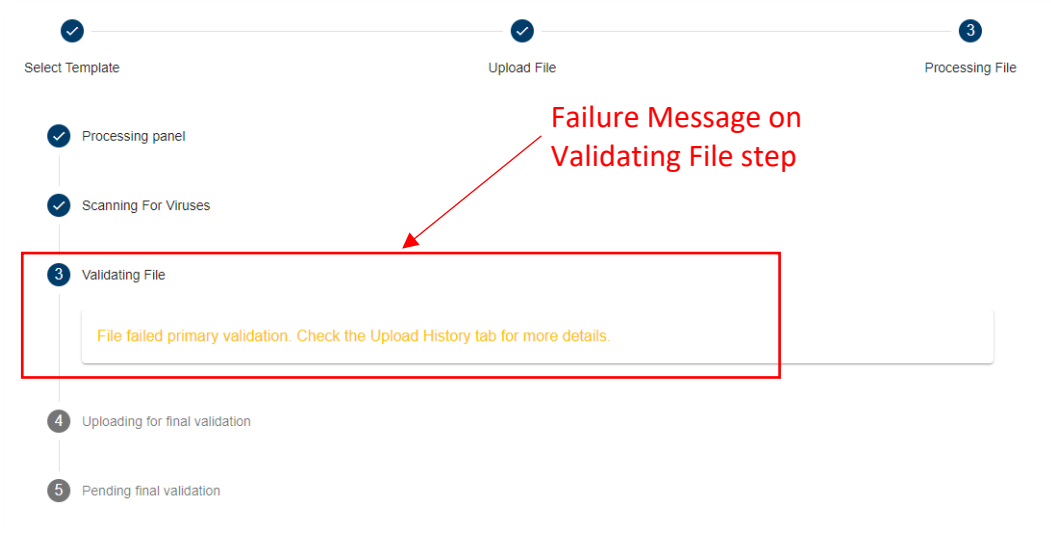 3
Select Template
Upload File
Processing File
Failure Message on
Validating File step
Processing panel
Scanning For Viruses
3 Validating File
File failed primary validation. Check the Upload History tab for more details.
4 Uploading for final validation
5 Pending final validation